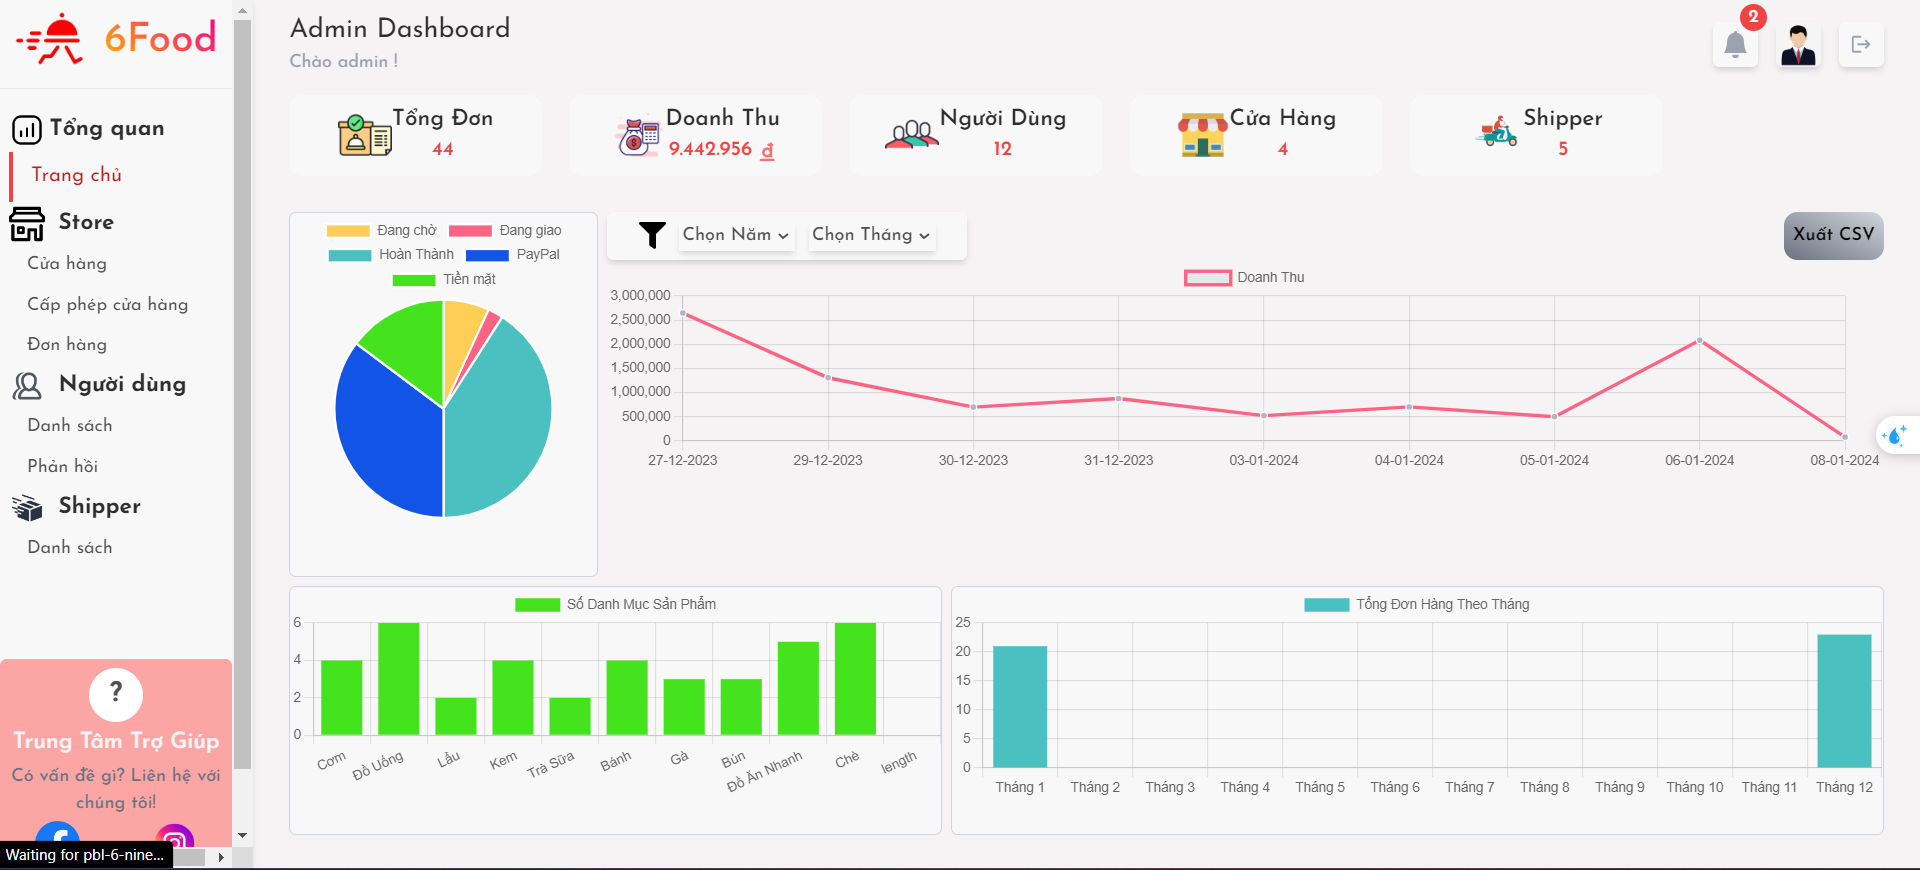 6Food
Tổng quan
Trang chủ
Store
Cửa hàng
Cấp phép cửa hàng
Đơn hàng
Người dùng
Danh sách
Phản hồi
Shipper
Danh sách
?
Trung Tâm Trợ Giúp
Có vấn đề gì? Liên hệ với
chúng tôi!
Waiting for pbl-6-nine...
Admin Dashboard
Chào admin !
2
Tổng Đơn
44
Doanh Thu
9.442.956 đ
Người Dùng
12
Cửa Hàng
4
Shipper
5
Đang chờ
Đang giao
Hoàn Thành
PayPal
Tiền mặt
Chọn Năm
Chọn Tháng
Xuất CSV
Doanh Thu
3,000,000
2,500,000
2,000,000
1,500,000
1,000,000
500,000
0
27-12-2023
29-12-2023
30-12-2023
31-12-2023
03-01-2024
04-01-2024
05-01-2024
06-01-2024
08-01-2024
Số Danh Mục Sản Phẩm
6
4
2
0
Cơm
Đồ Uống
Lẩu
Kem
Trà Sữa
Bánh
Gà
Bún
Đồ Ăn Nhanh
Chè
length
Tổng Đơn Hàng Theo Tháng
25
20
15
10
5
0
Tháng 1
Tháng 2
Tháng 3
Tháng 4
Tháng 5
Tháng 6
Tháng 7
Tháng 8
Tháng 9
Tháng 10
Tháng 11
Tháng 12